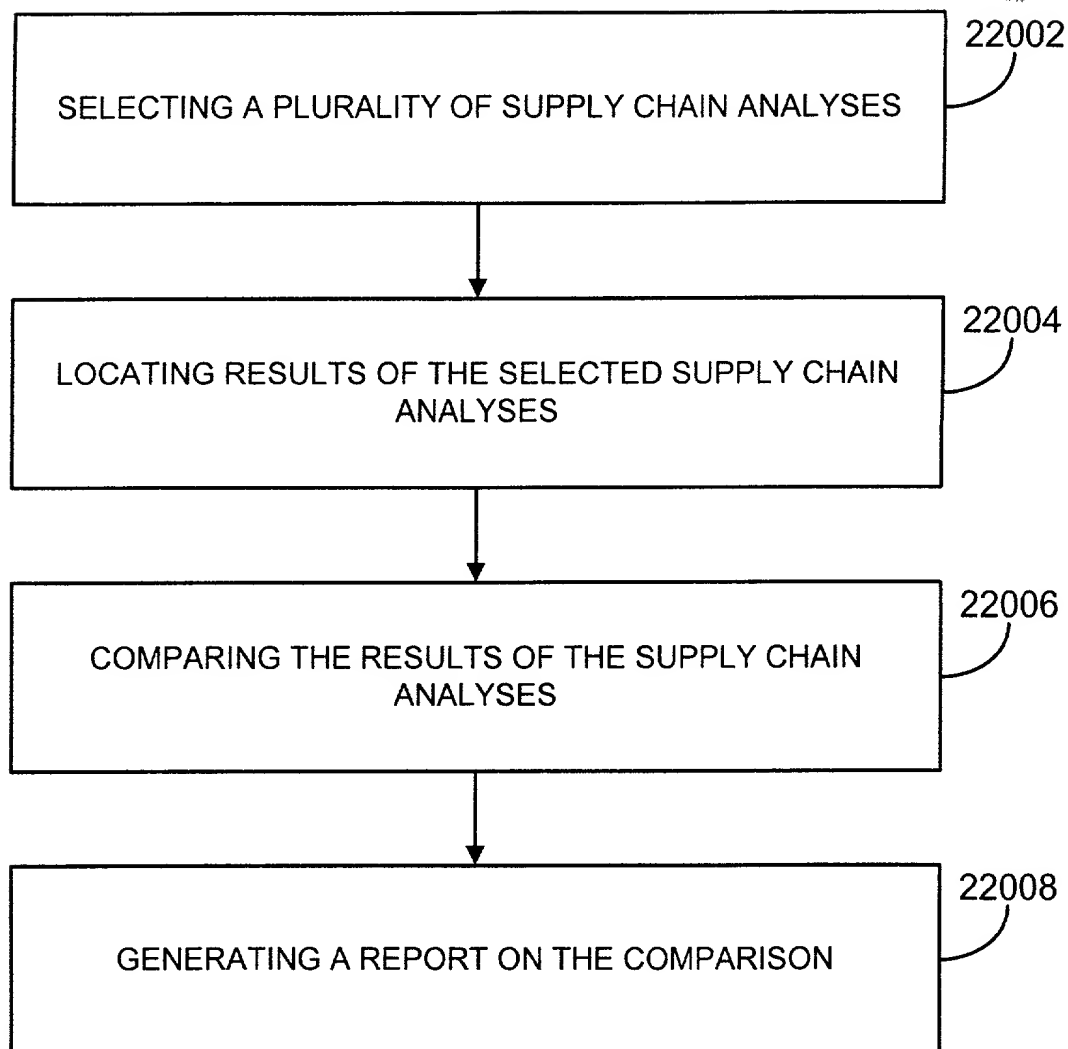 22002
SELECTING A PLURALITY OF SUPPLY CHAIN ANALYSES
22004
LOCATING RESULTS OF THE SELECTED SUPPLY CHAIN
ANALYSES
22006
COMPARING THE RESULTS OF THE SUPPLY CHAIN
ANALYSES
22008
GENERATING A REPORT ON THE COMPARISON